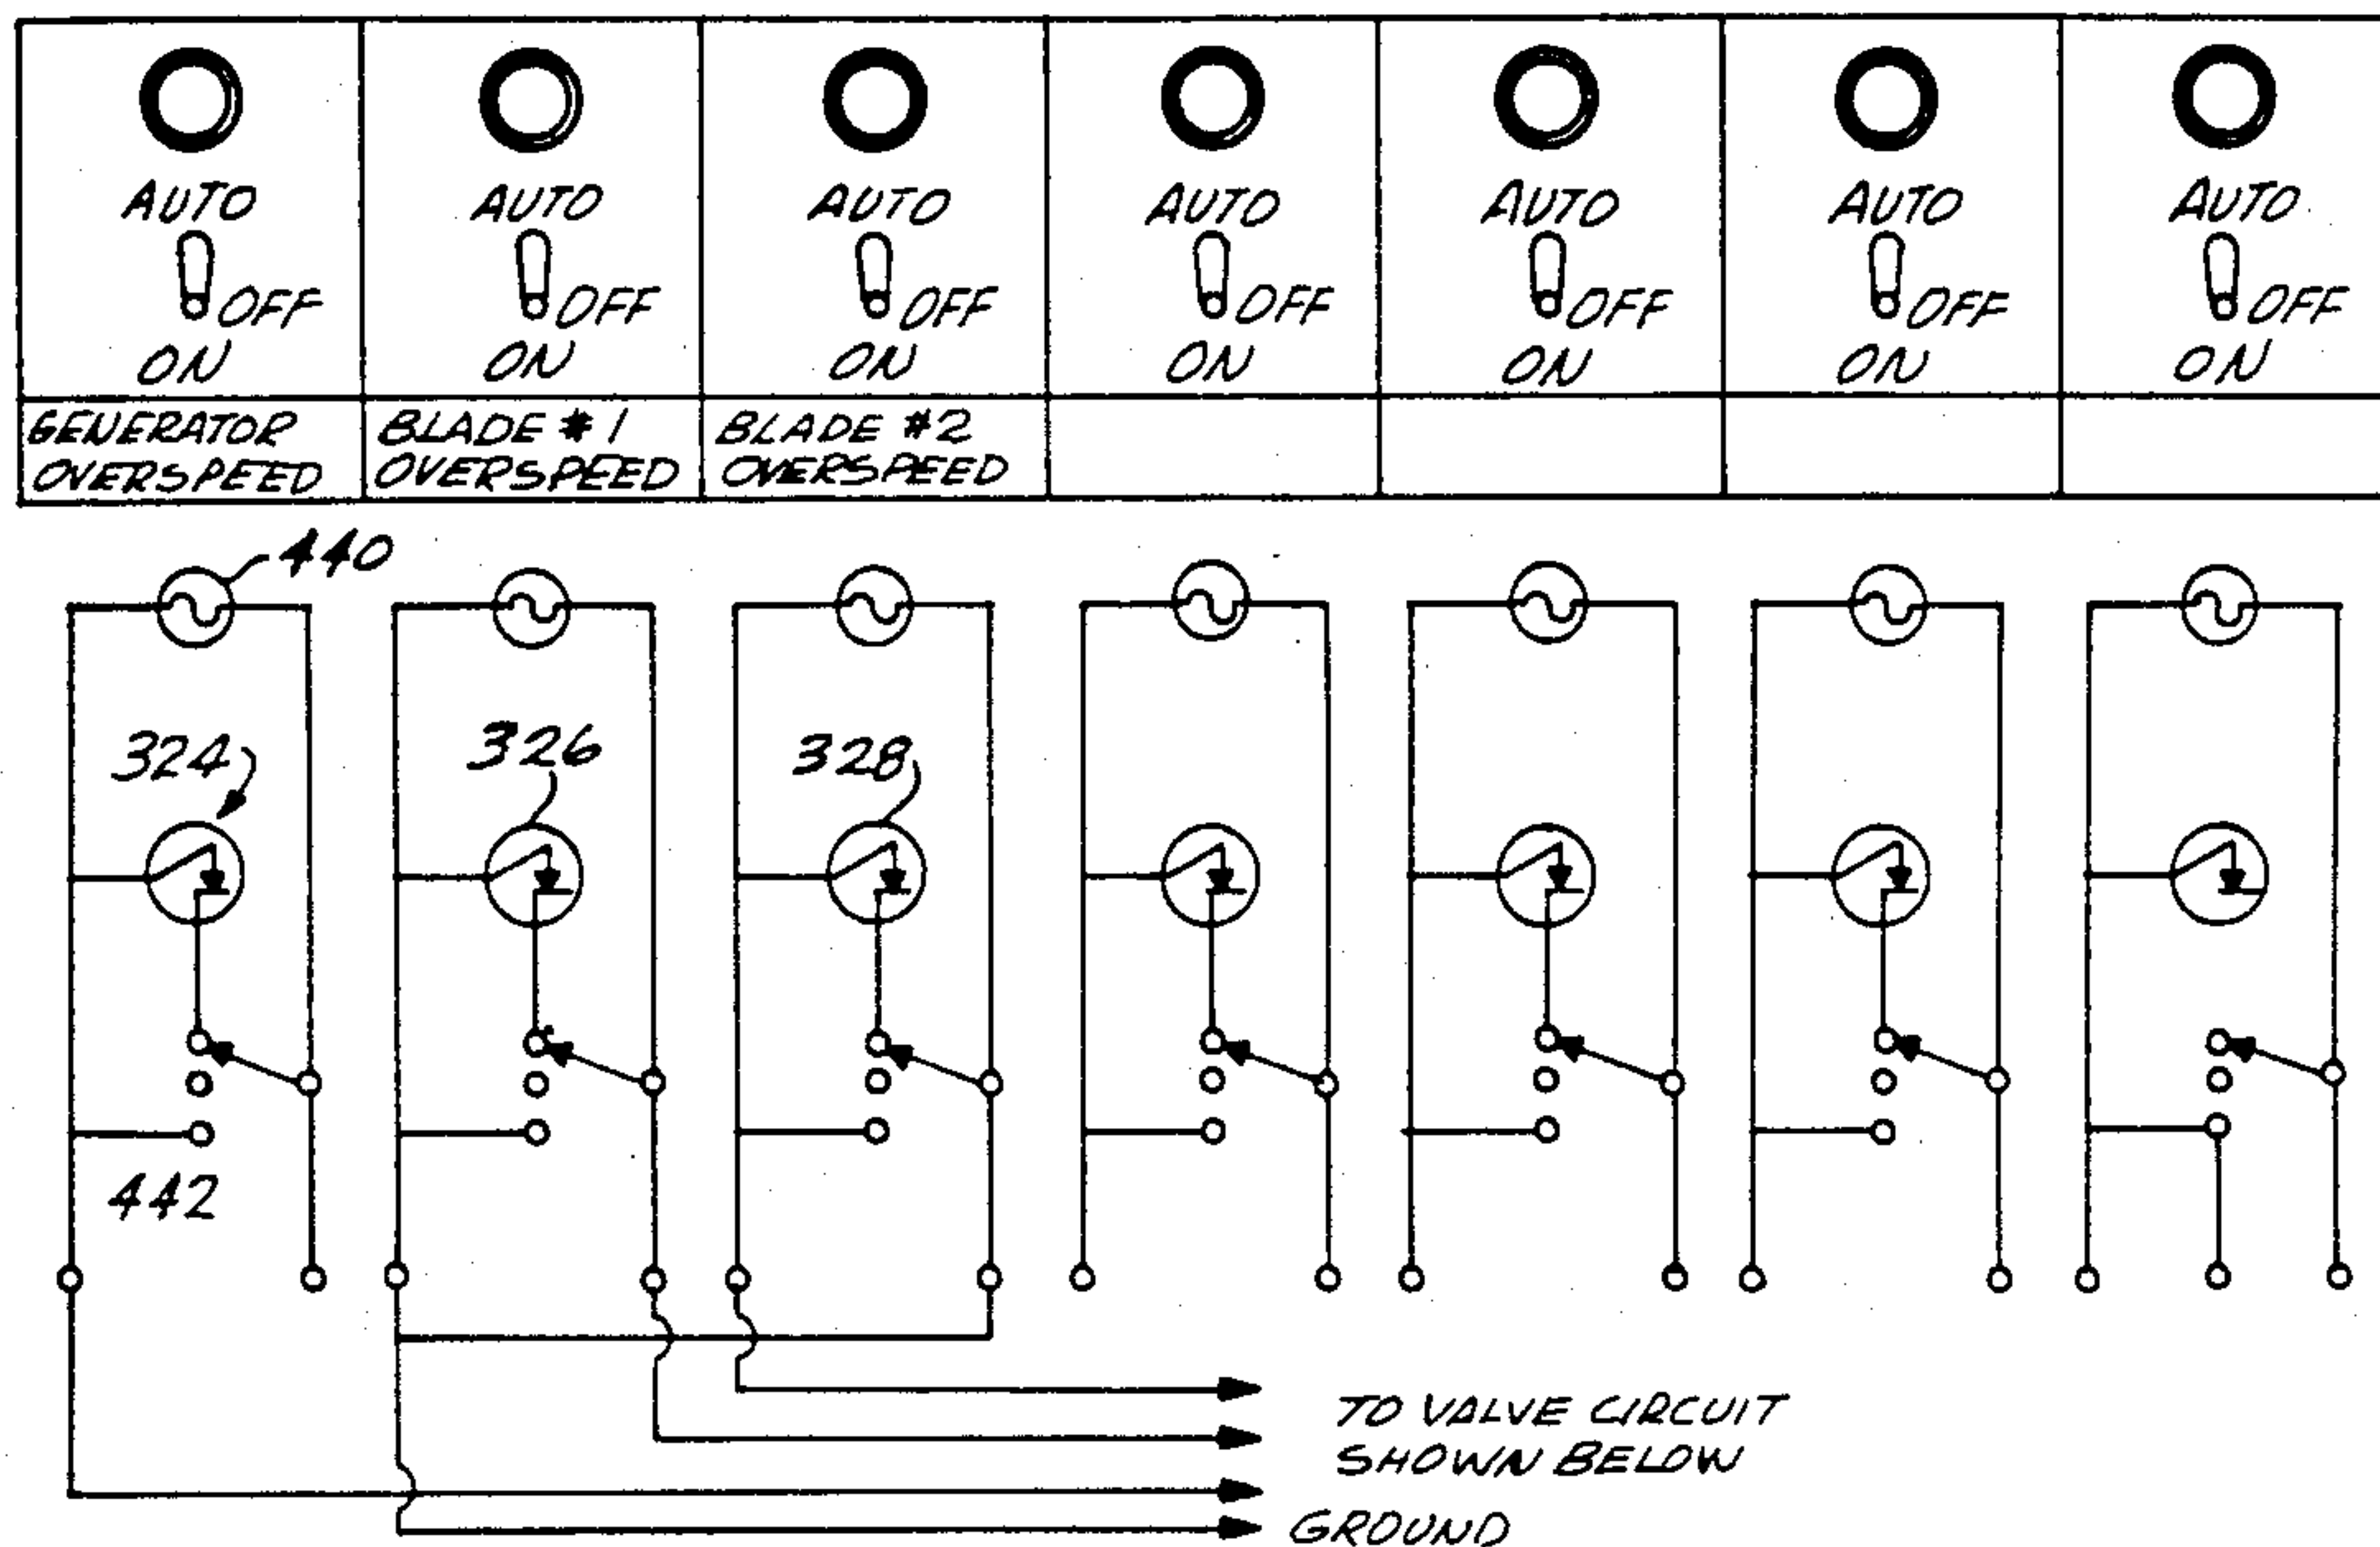 AUTO AUTO AUTO AUTO AUTO AUTO AUTO
OFF OFF OFF OFF OFF OFF OFF
ON ON ON ON ON ON ON
GENERATOR
OVERSPEED
BLADE #1
OVERSPEED
BLADE #2
OVERSPEED
440
324
326
328
442
TO VALVE CIRCUIT
SHOWN BELOW
GROUND